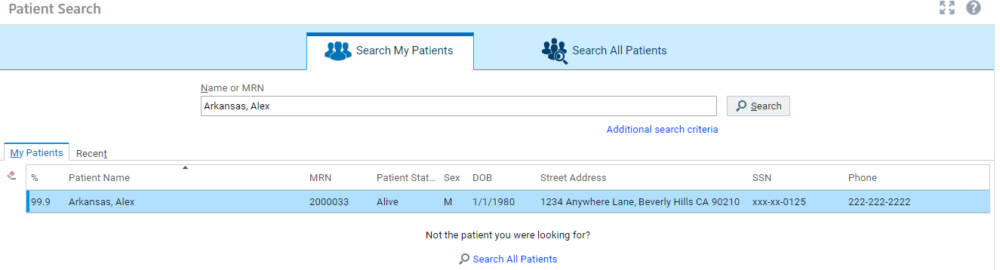 Patient Search
Search My Patients Search All Patients
Name or MRN
Arkansas, Alex Search
Additional search criteria
My Patients Recent
% Patient Name MRN Patient Stat... Sex DOB Street Address SSN Phone
99.9 Arkansas, Alex 2000033 Alive M 1/1/1980 1234 Anywhere Lane, Beverly Hills CA 90210 xxx-xx-0125 222-222-2222
Not the patient you were looking for?
Search All Patients